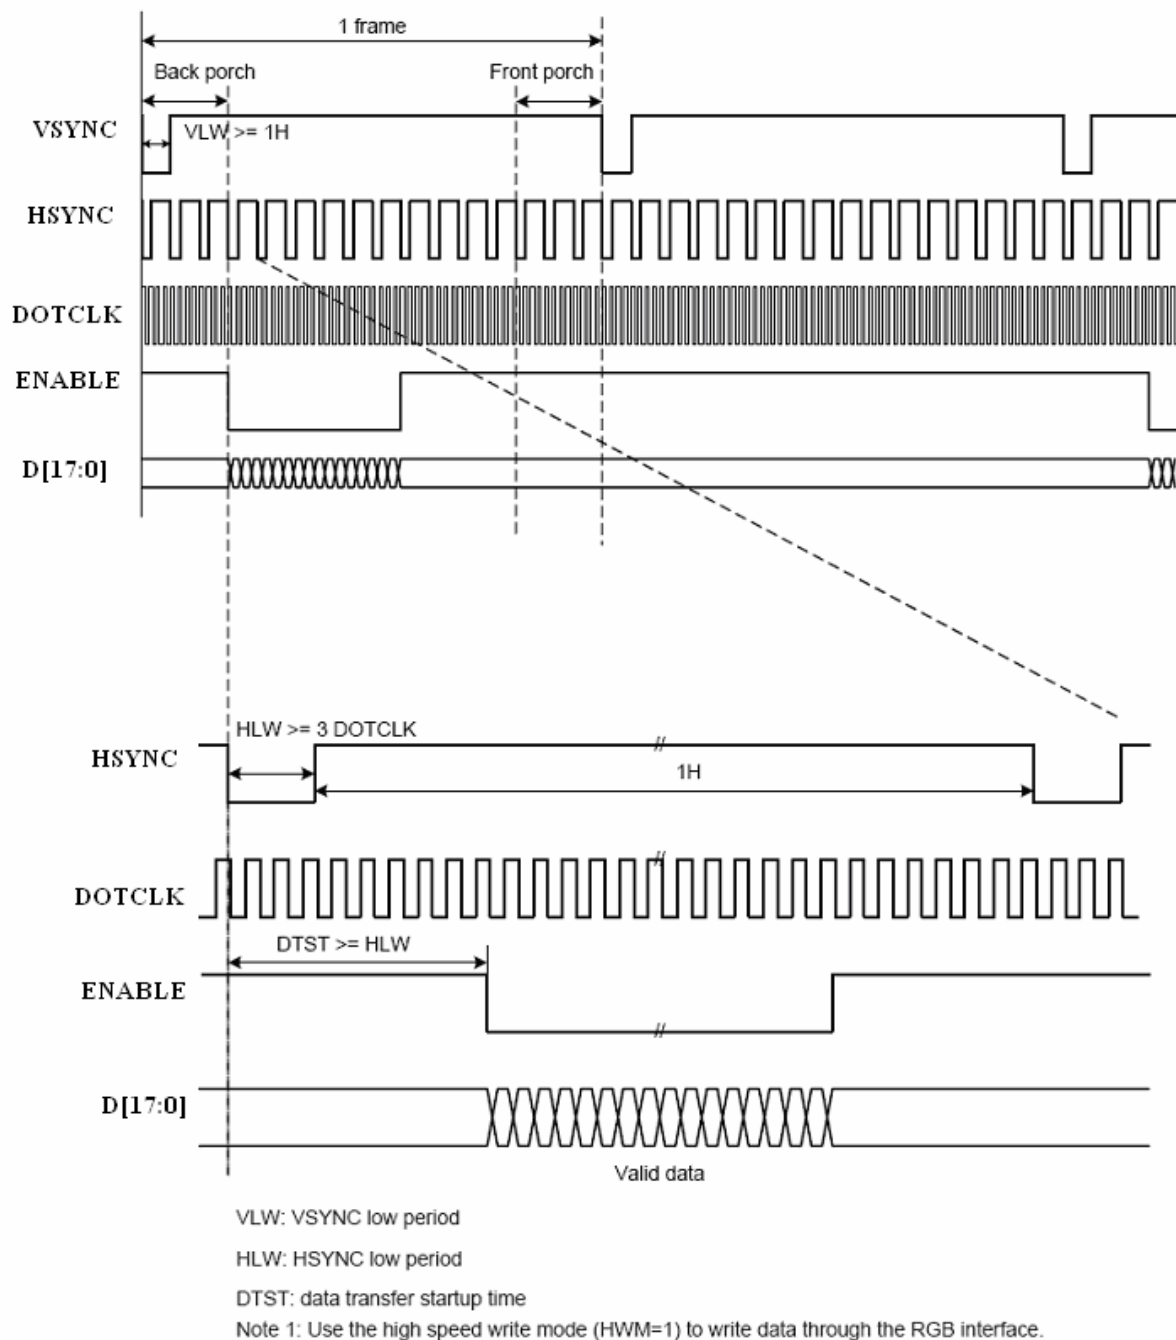 1 frame
Back porch
Front porch
VSYNC
VLW >= 1H
HSYNC
DOTCLK
ENABLE
D[17:0]
HLW >= 3 DOTCLK
HSYNC
1H
DOTCLK
DTST >= HLW
ENABLE
D[17:0]
Valid data
VLW: VSYNC low period
HLW: HSYNC low period
DTST: data transfer startup time
Note 1: Use the high speed write mode (HWM=1) to write data through the RGB interface.